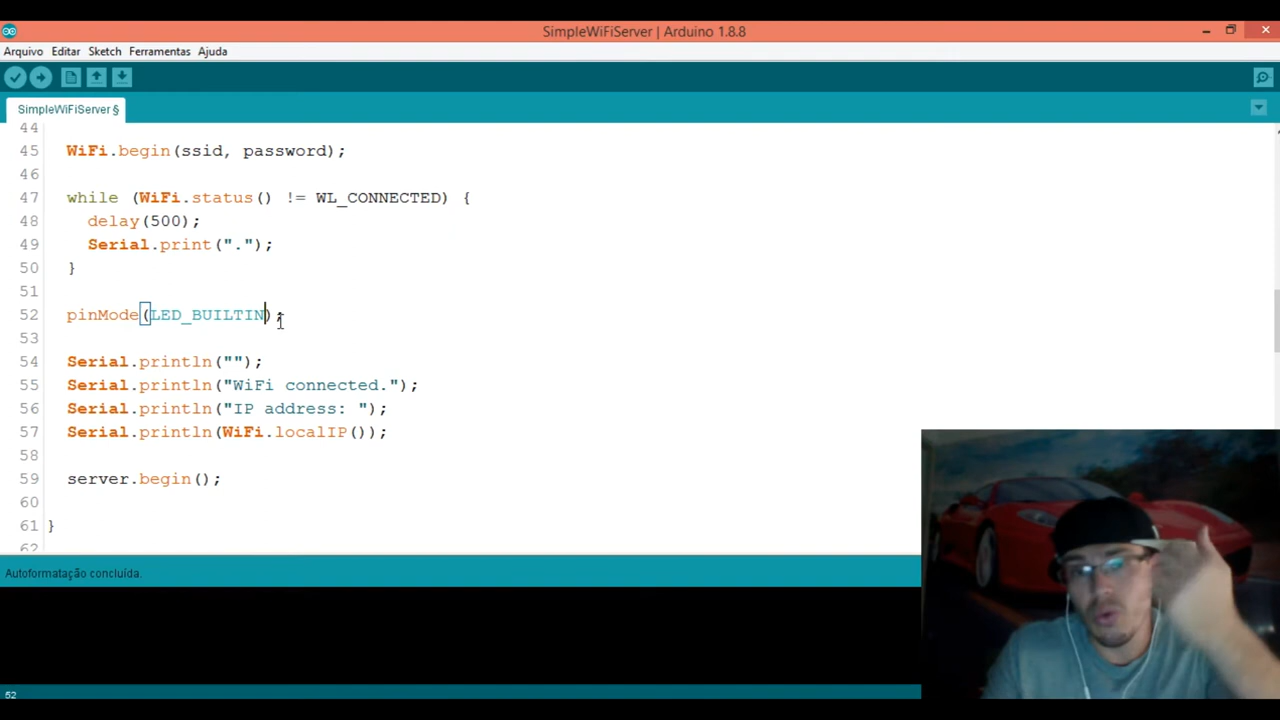 SimpleWiFiServer | Arduino 1.8.8
Arquivo Editar Sketch Ferramentas Ajuda
SimpleWiFiServer §
44
45 WiFi.begin(ssid, password);
46
47 while (WiFi.status() != WL_CONNECTED) {
48 delay(500);
49 Serial.print(".");
50 }
51
52 pinMode(LED_BUILTIN);
53
54 Serial.println("");
55 Serial.println("WiFi connected.");
56 Serial.println("IP address: ");
57 Serial.println(WiFi.localIP());
58
59 server.begin();
60
61 }
62
Autoformatação concluída.
52